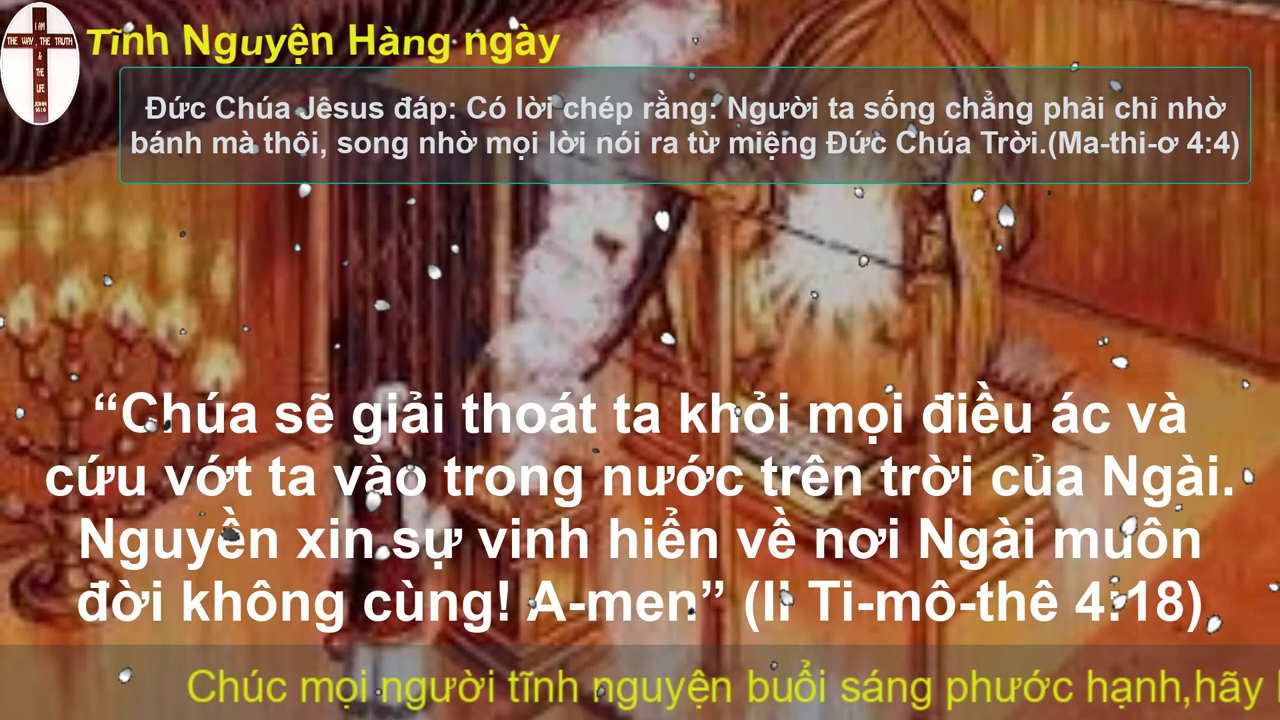 I AM
THE WAY, THE TRUTH
&
THE
LIFE
JOHN
14:16
Tĩnh Nguyện Hàng ngày
Đức Chúa Jêsus đáp: Có lời chép rằng: Người ta sống chẳng phải chỉ nhờ
bánh mà thôi, song nhờ mọi lời nói ra từ miệng Đức Chúa Trời.(Ma-thi-ơ 4:4)
“Chúa sẽ giải thoát ta khỏi mọi điều ác và
cứu vớt ta vào trong nước trên trời của Ngài.
Nguyền xin sự vinh hiển về nơi Ngài muôn
đời không cùng! A-men” (Ii Ti-mô-thê 4:18)
Chúc mọi người tĩnh nguyện buổi sáng phước hạnh,hãy